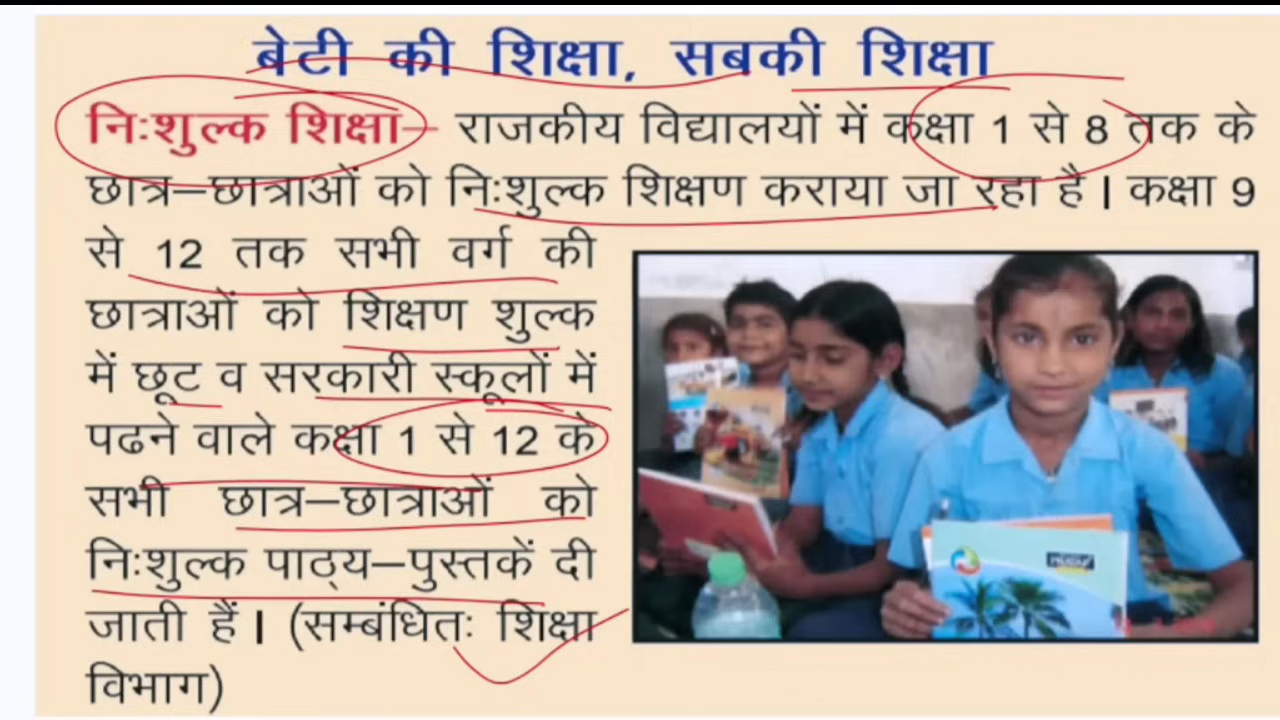 बेटी की शिक्षा, सबकी शिक्षा
निःशुल्क शिक्षा– राजकीय विद्यालयों में कक्षा 1 से 8 तक के
छात्र–छात्राओं को निःशुल्क शिक्षण कराया जा रहा है। कक्षा 9
से 12 तक सभी वर्ग की
छात्राओं को शिक्षण शुल्क
में छूट व सरकारी स्कूलों में
पढने वाले कक्षा 1 से 12 के
सभी छात्र–छात्राओं को
निःशुल्क पाठ्य–पुस्तकें दी
जाती हैं। (सम्बंधितः शिक्षा
विभाग)